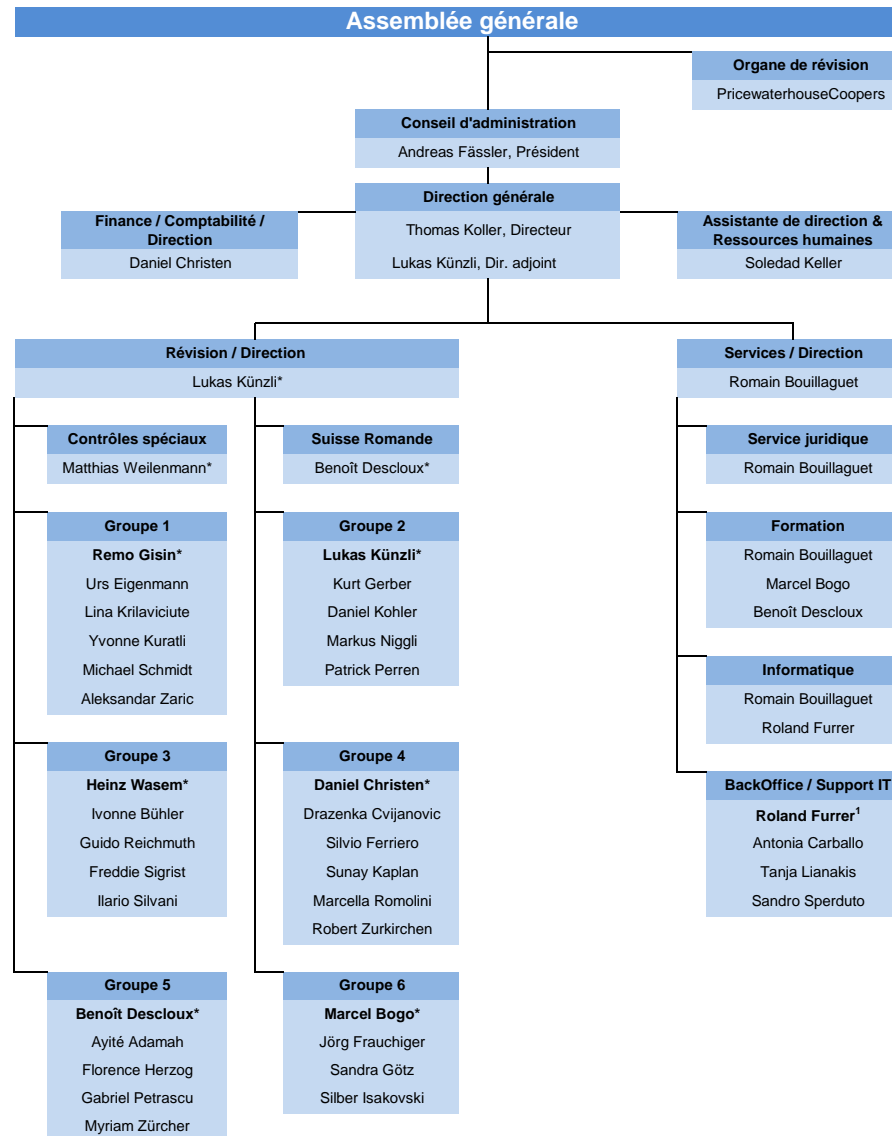 Assemblée générale
Organe de révision
PricewaterhouseCoopers
Conseil d'administration
Andreas Fässler, Président
Direction générale
Thomas Koller, Directeur
Lukas Künzli, Dir. adjoint
Finance / Comptabilité /
Direction
Daniel Christen
Assistante de direction &
Ressources humaines
Soledad Keller
Révision / Direction
Lukas Künzli*
Services / Direction
Romain Bouillaguet
Contrôles spéciaux
Matthias Weilenmann*
Suisse Romande
Benoît Descloux*
Service juridique
Romain Bouillaguet
Groupe 1
Remo Gisin*
Urs Eigenmann
Lina Krilaviciute
Yvonne Kuratli
Michael Schmidt
Aleksandar Zaric
Groupe 2
Lukas Künzli*
Kurt Gerber
Daniel Kohler
Markus Niggli
Patrick Perren
Formation
Romain Bouillaguet
Marcel Bogo
Benoît Descloux
Informatique
Romain Bouillaguet
Roland Furrer
Groupe 3
Heinz Wasem*
Ivonne Bühler
Guido Reichmuth
Freddie Sigrist
Ilario Silvani
Groupe 4
Daniel Christen*
Drazenka Cvijanovic
Silvio Ferriero
Sunay Kaplan
Marcella Romolini
Robert Zurkirchen
BackOffice / Support IT
Roland Furrer¹
Antonia Carballo
Tanja Lianakis
Sandro Sperduto
Groupe 5
Benoît Descloux*
Ayité Adamah
Florence Herzog
Gabriel Petrascu
Myriam Zürcher
Groupe 6
Marcel Bogo*
Jörg Frauchiger
Sandra Götz
Silber Isakovski